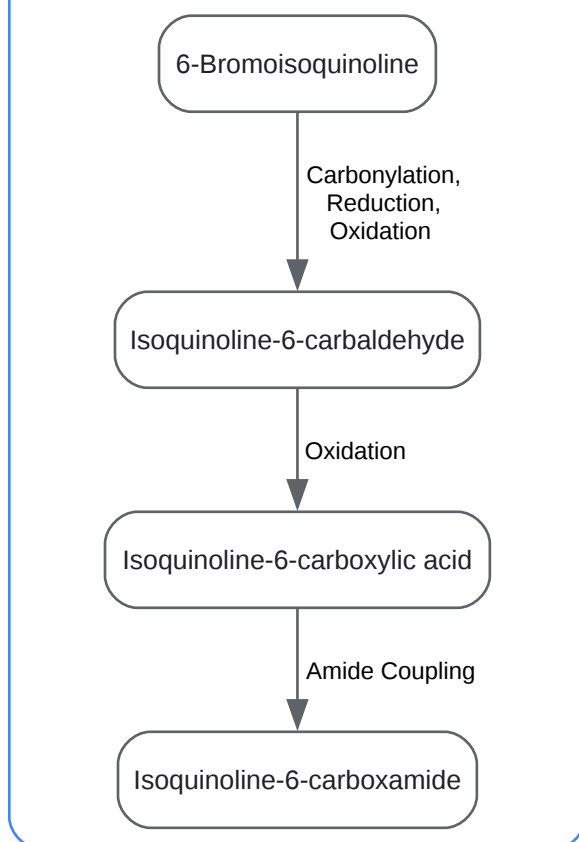 6-Bromoisoquinoline
Carbonylation,
Reduction,
Oxidation
Isoquinoline-6-carbaldehyde
Oxidation
Isoquinoline-6-carboxylic acid
Amide Coupling
Isoquinoline-6-carboxamide